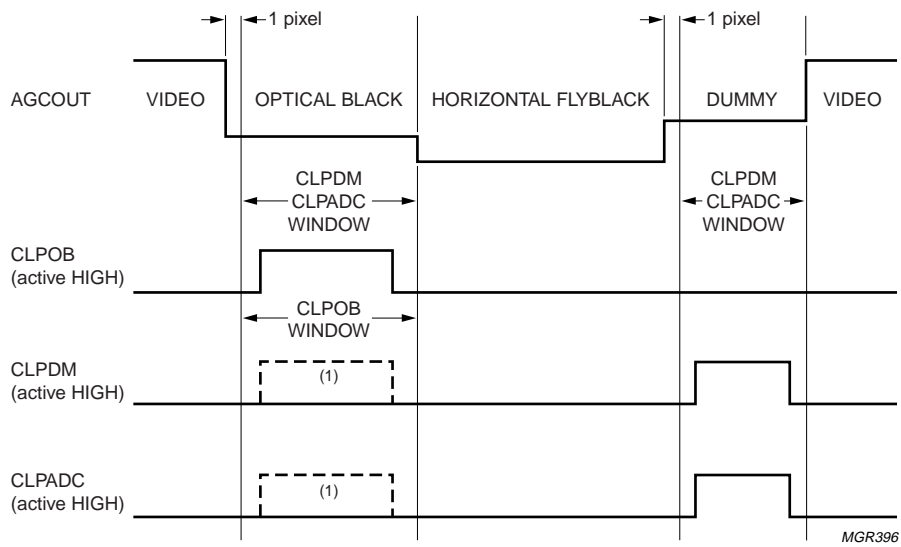 1 pixel
1 pixel
AGCOUT
VIDEO
OPTICAL BLACK
HORIZONTAL FLYBLACK
DUMMY
VIDEO
CLPDM
CLPADC
WINDOW
CLPDM
CLPADC
WINDOW
CLPOB
(active HIGH)
CLPOB
WINDOW
CLPDM
(active HIGH)
(1)
CLPADC
(active HIGH)
(1)
MGR396